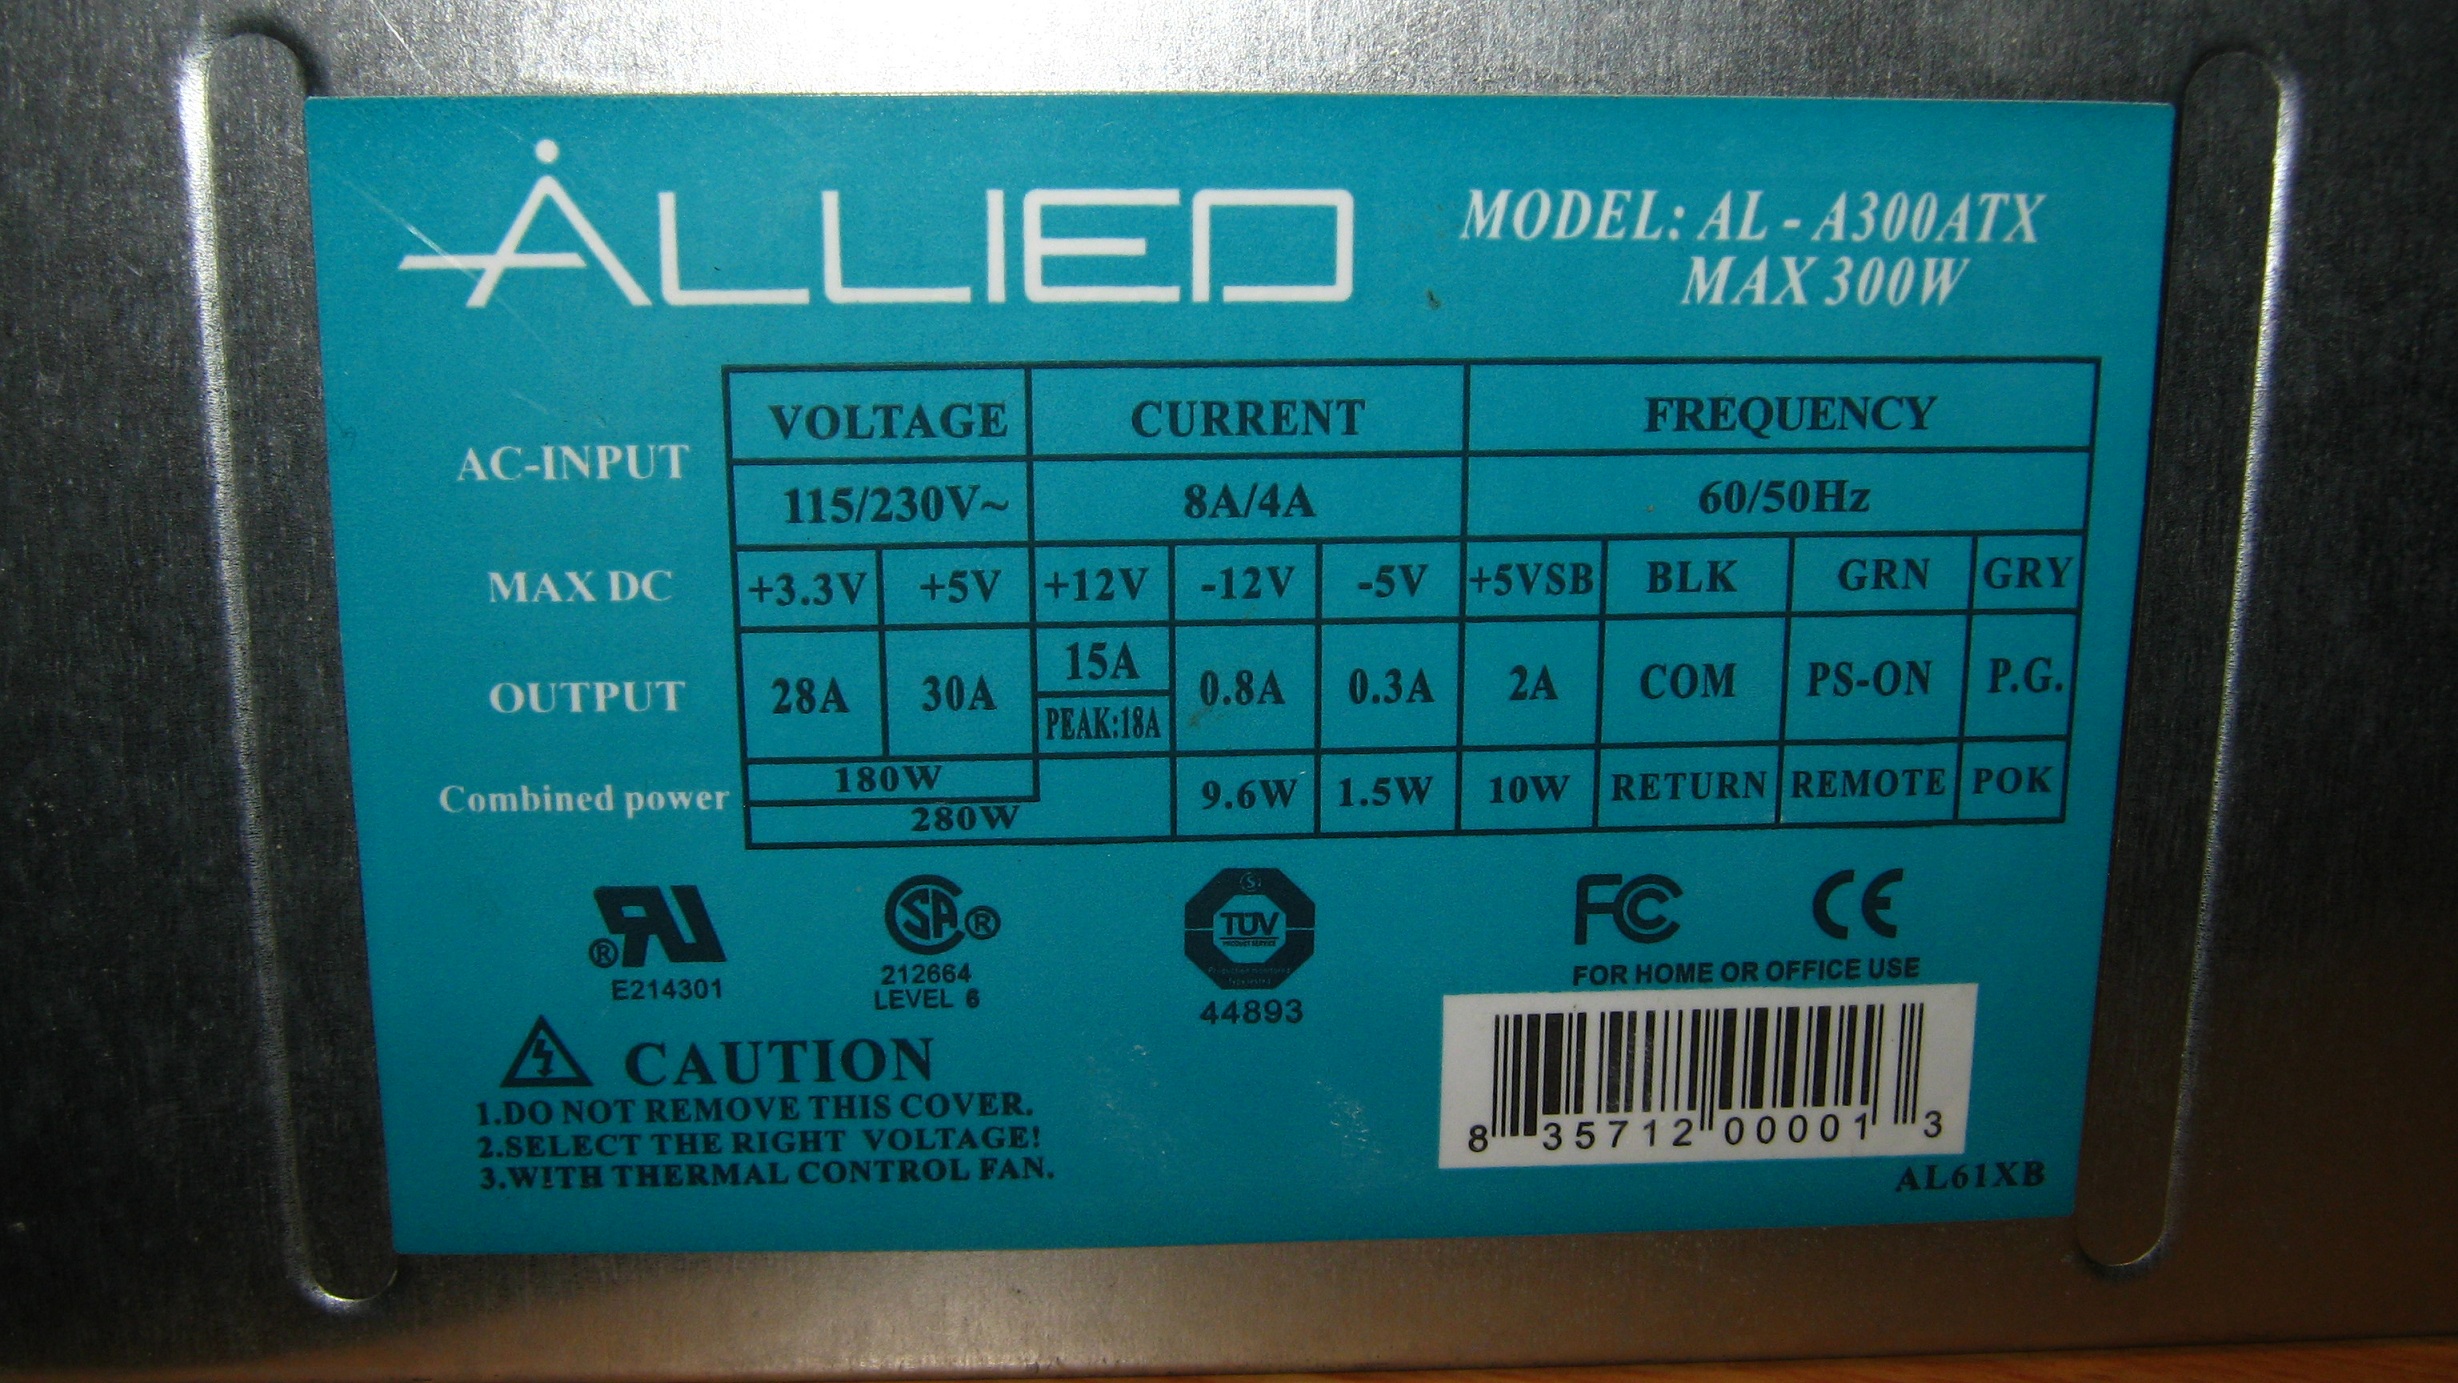 ALLIED
MODEL: AL - A300ATX
MAX 300W
AC-INPUT
VOLTAGE CURRENT FREQUENCY
115/230V~ 8A/4A 60/50Hz
MAX DC +3.3V +5V +12V -12V -5V +5VSB BLK GRN GRY
OUTPUT 28A 30A 15A 0.8A 0.3A 2A COM PS-ON P.G.
PEAK:18A
Combined power 180W 9.6W 1.5W 10W RETURN REMOTE POK
280W
®
E214301
SA ®
212664
LEVEL 6
S
TÜV
PRODUCT SERVICE
44893
FC CE
FOR HOME OR OFFICE USE
CAUTION
1.DO NOT REMOVE THIS COVER.
2.SELECT THE RIGHT VOLTAGE!
3.WITH THERMAL CONTROL FAN.
8 35712 00001 3
AL61XB